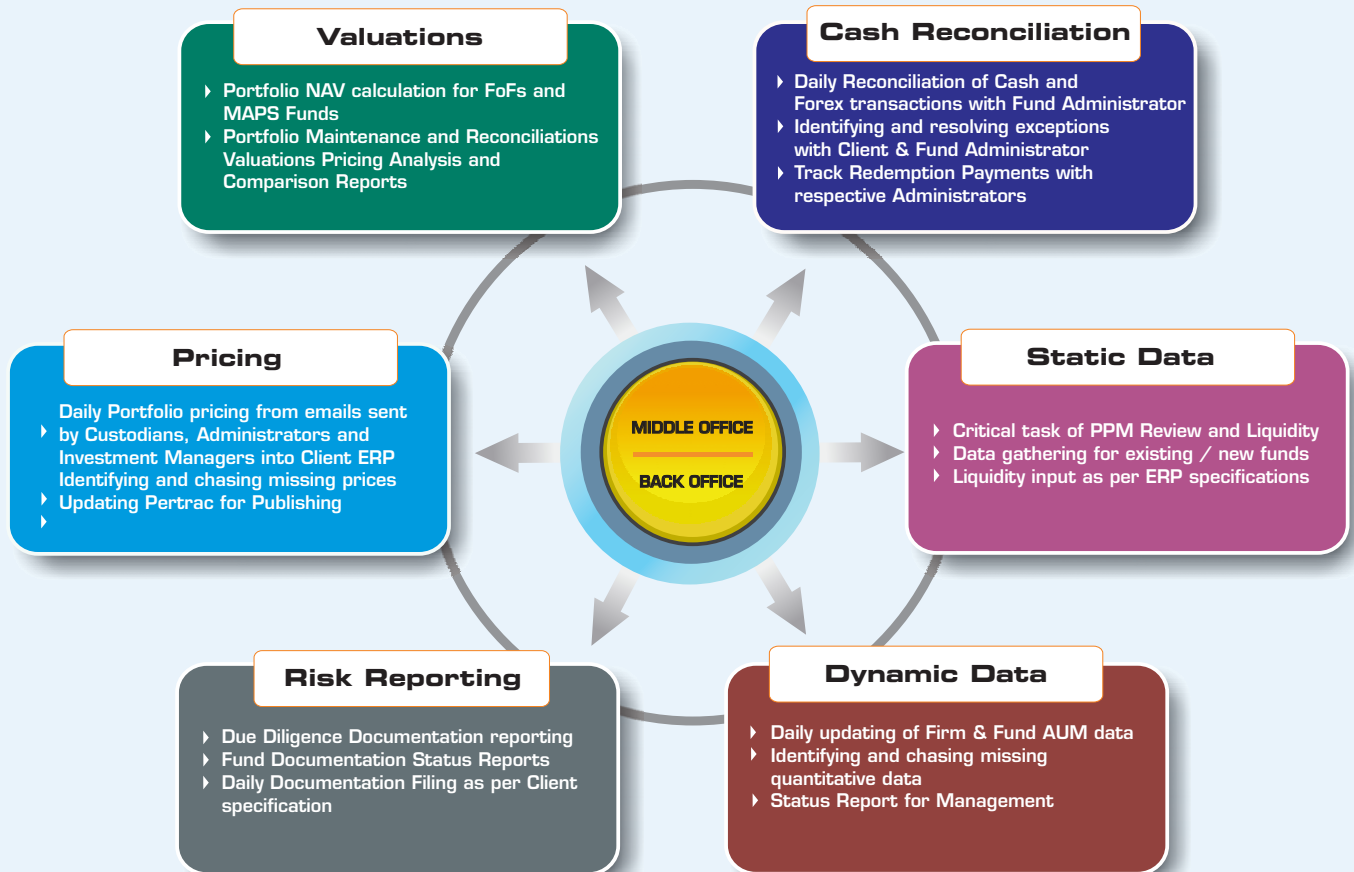 Valuations
Portfolio NAV calculation for FoFs and
MAPS Funds
Portfolio Maintenance and Reconciliations
Valuations Pricing Analysis and
Comparison Reports
Cash Reconciliation
Daily Reconciliation of Cash and
Forex transactions with Fund Administrator
Identifying and resolving exceptions
with Client & Fund Administrator
Track Redemption Payments with
respective Administrators
Pricing
Daily Portfolio pricing from emails sent
by Custodians, Administrators and
Investment Managers into Client ERP
Identifying and chasing missing prices
Updating Pertrac for Publishing
MIDDLE OFFICE
BACK OFFICE
Static Data
Critical task of PPM Review and Liquidity
Data gathering for existing / new funds
Liquidity input as per ERP specifications
Risk Reporting
Due Diligence Documentation reporting
Fund Documentation Status Reports
Daily Documentation Filing as per Client
specification
Dynamic Data
Daily updating of Firm & Fund AUM data
Identifying and chasing missing
quantitative data
Status Report for Management